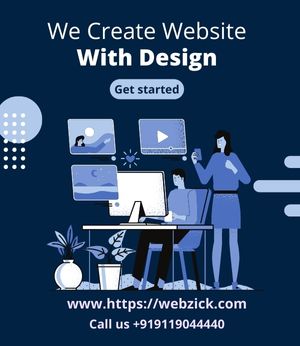 We Create Website
With Design
Get started
www.https://webzick.com
Call us +919119044440